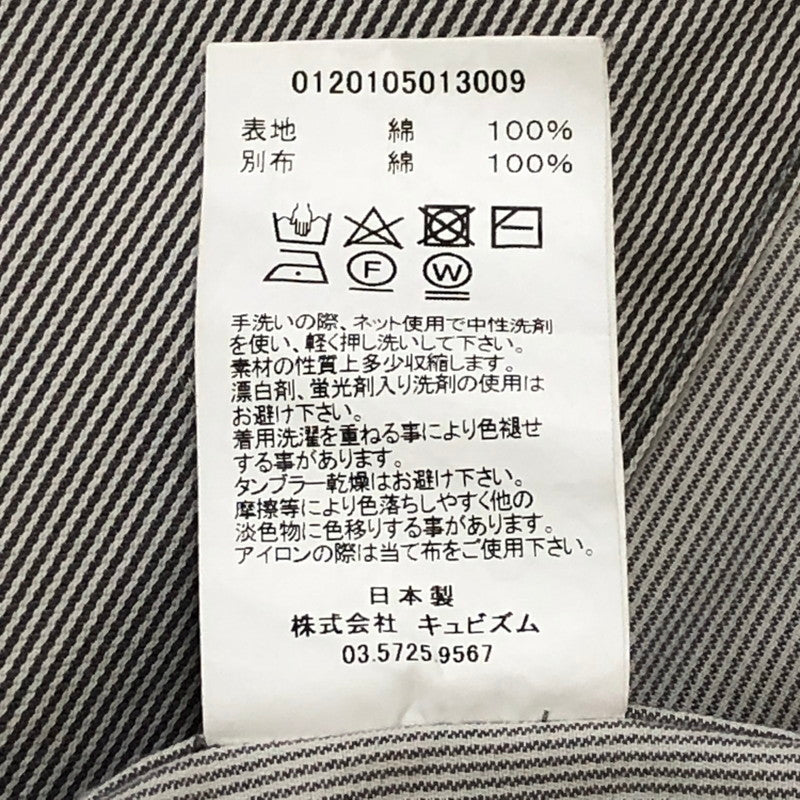 0120105013009
表地 綿 100%
別布 綿 100%
F W
手洗いの際、ネット使用で中性洗剤
を使い、軽く押し洗いして下さい。
素材の性質上多少収縮します。
漂白剤、蛍光剤入り洗剤の使用は
お避け下さい。
着用洗濯を重ねる事により色褪せ
する事があります。
タンブラー乾燥はお避け下さい。
摩擦等により色落ちしやすく他の
淡色物に色移りする事があります。
アイロンの際は当て布をご使用下さい。
日本製
株式会社 キュビズム
03.5725.9567